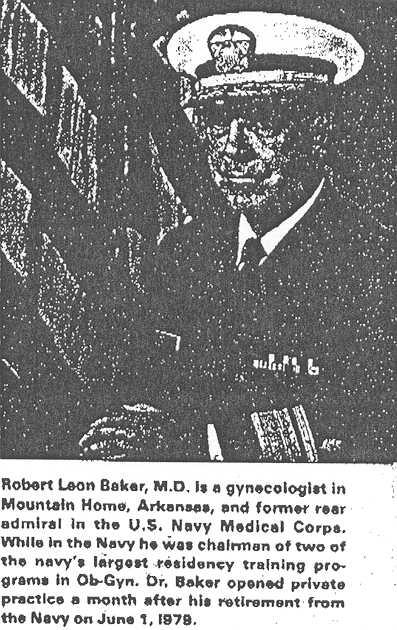 Robert Leon Baker, M.D. is a gynecologist in
Mountain Home, Arkansas, and former rear
admiral in the U.S. Navy Medical Corps.
While in the Navy he was chairman of two of
the navy's largest residency training pro-
grams in Ob-Gyn. Dr. Baker opened private
practice a month after his retirement from
the Navy on June 1, 1979.